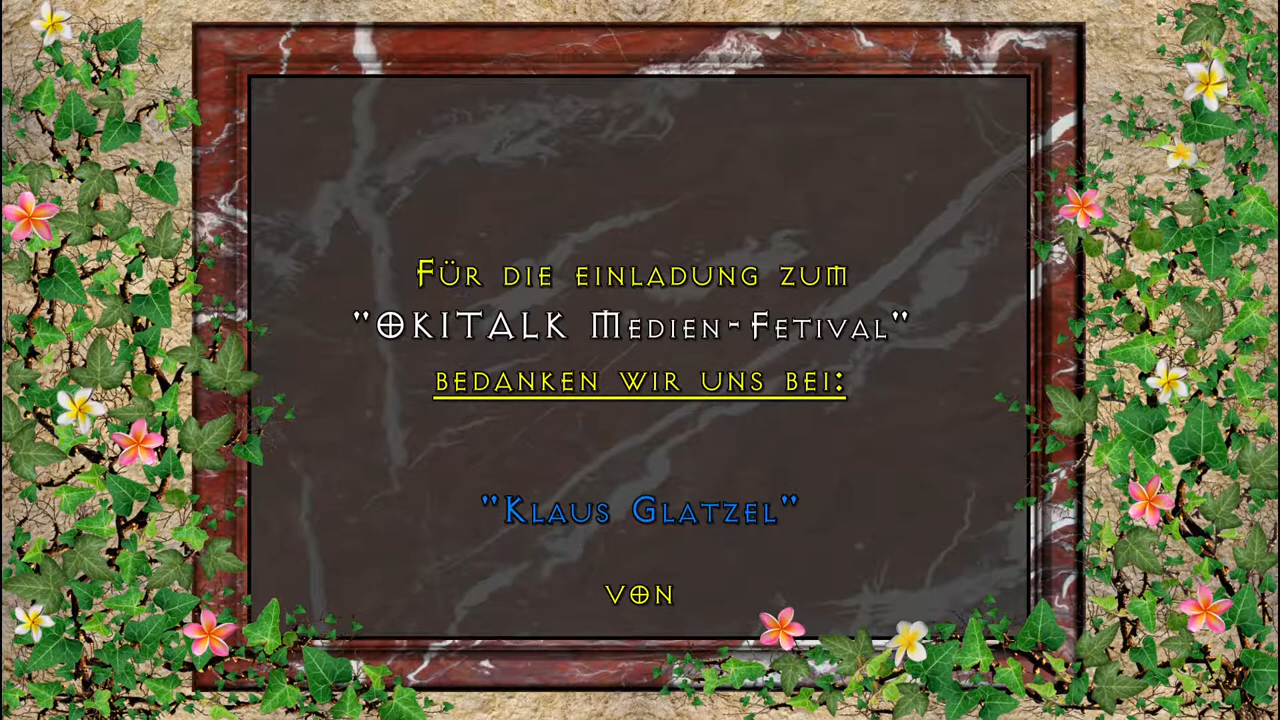 Für die einladung zum
"OKITALK Medien-Fetival"
bedanken wir uns bei:
"Klaus Glatzel"
von